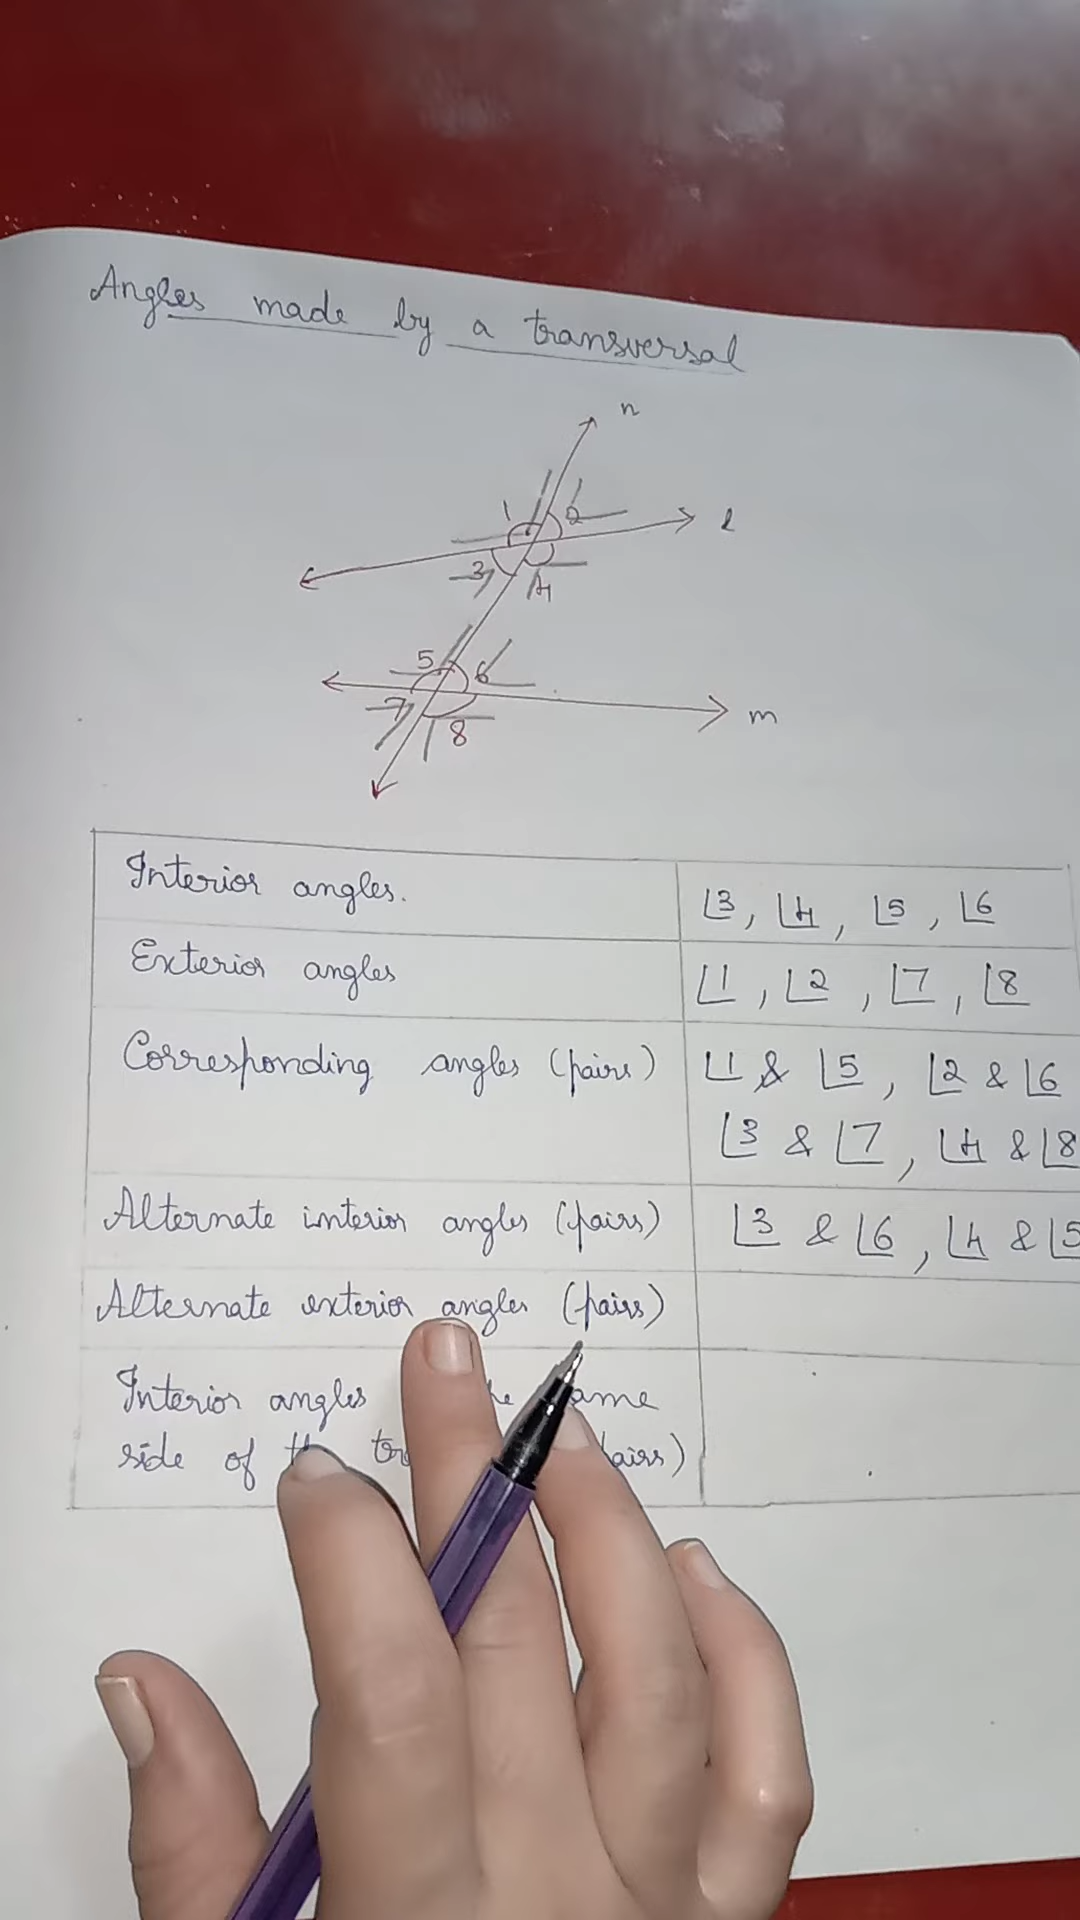 Angles made by a transversal
n
1 2
l
3 4
5 6
7
m
8
Interior angles. ∠3, ∠4, ∠5, ∠6
Exterior angles ∠1, ∠2, ∠7, ∠8
Corresponding angles (pairs) ∠1 & ∠5, ∠2 & ∠6
∠3 & ∠7, ∠4 & ∠8
Alternate interior angles (pairs) ∠3 & ∠6, ∠4 & ∠5
Alternate exterior angles (pairs)
Interior angles
side of